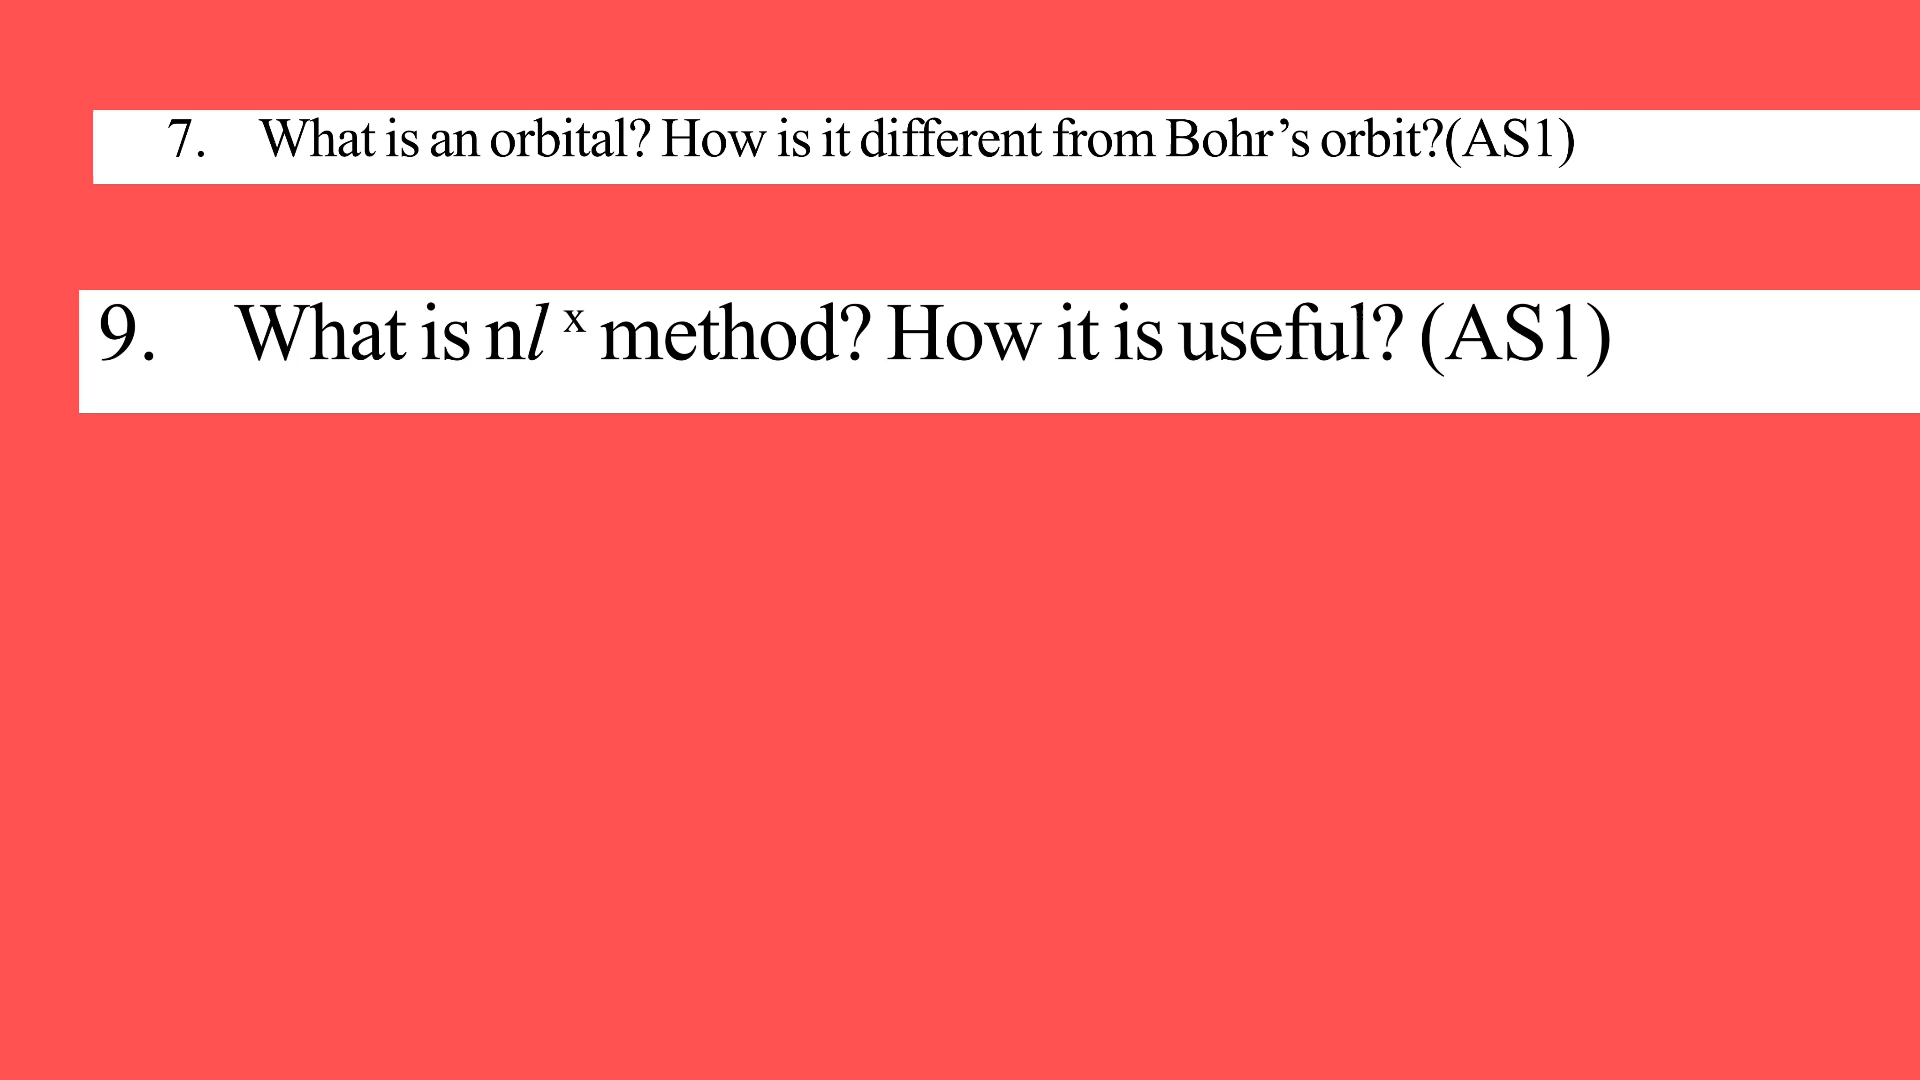 7. What is an orbital? How is it different from Bohr’s orbit?(AS1)
9. What is nl ˣ method? How it is useful? (AS1)